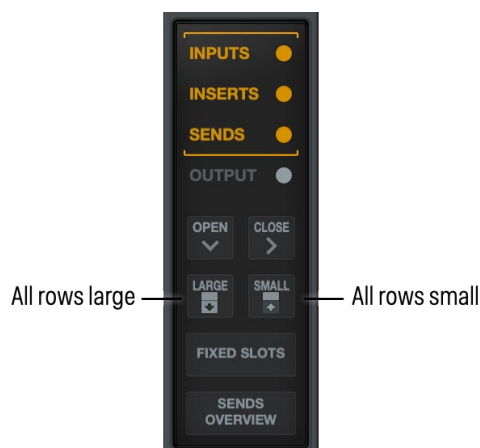 INPUTS
INSERTS
SENDS
OUTPUT
OPEN CLOSE
LARGE SMALL
All rows large All rows small
FIXED SLOTS
SENDS
OVERVIEW